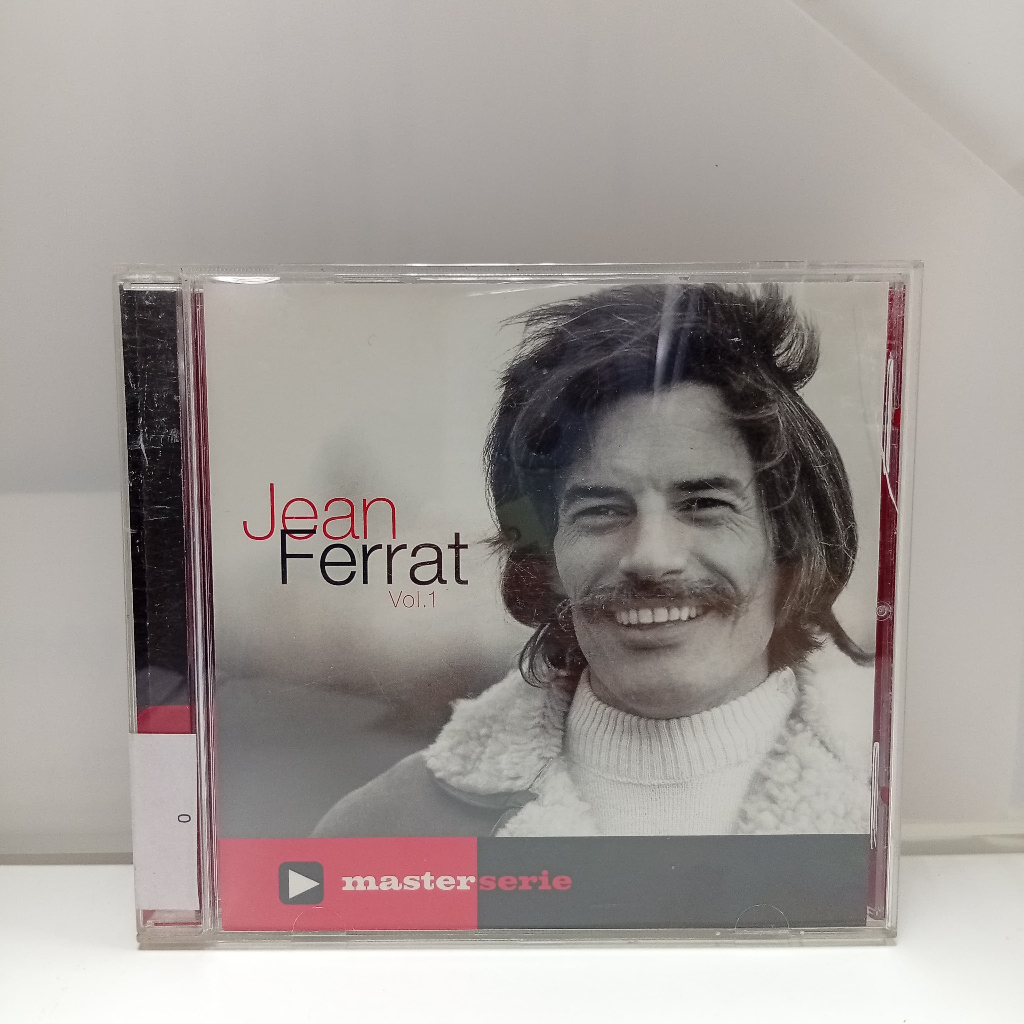 Jean
Ferrat
Vol.1
0
masterserie